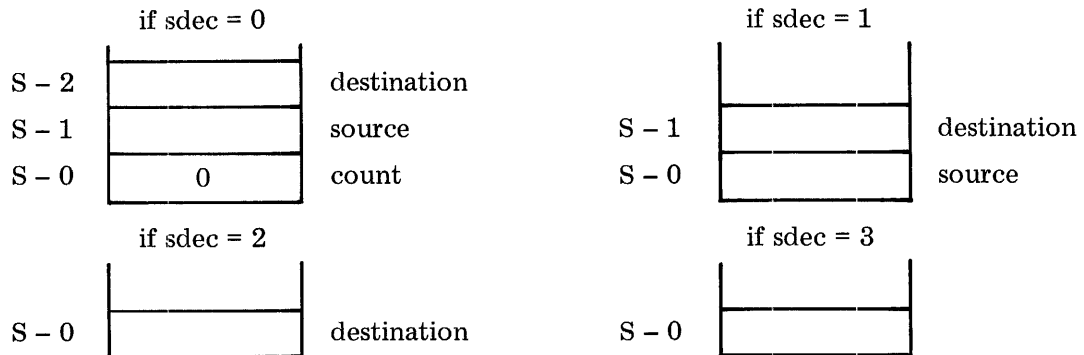 if sdec = 0
S – 2 destination
S – 1 source
S – 0 0 count
if sdec = 1
S – 1 destination
S – 0 source
if sdec = 2
S – 0 destination
if sdec = 3
S – 0